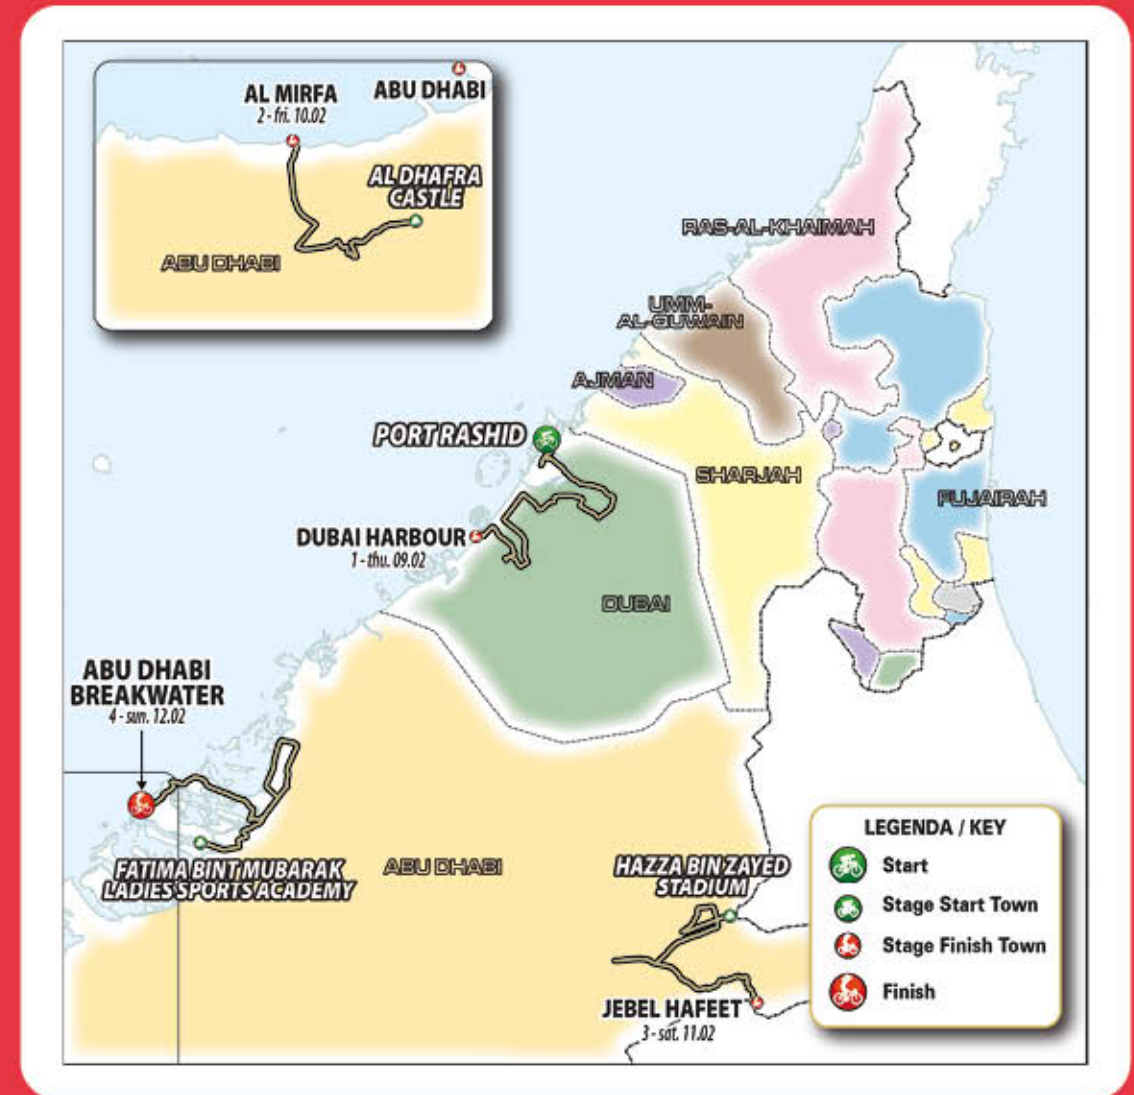 AL MIRFA
2 - fri. 10.02
ABU DHABI
AL DHAFRA
CASTLE
ABU DHABI
RAS-AL-KHAIMAH
UMM-
AL-QUWAIN
AJMAN
PORT RASHID
SHARJAH
FUJAIRAH
DUBAI HARBOUR
1 - thu. 09.02
DUBAI
ABU DHABI
BREAKWATER
4 - sun. 12.02
FATIMA BINT MUBARAK
LADIES SPORTS ACADEMY
ABU DHABI
HAZZA BIN ZAYED
STADIUM
JEBEL HAFEET
3 - sat. 11.02
LEGENDA / KEY
Start
Stage Start Town
Stage Finish Town
Finish